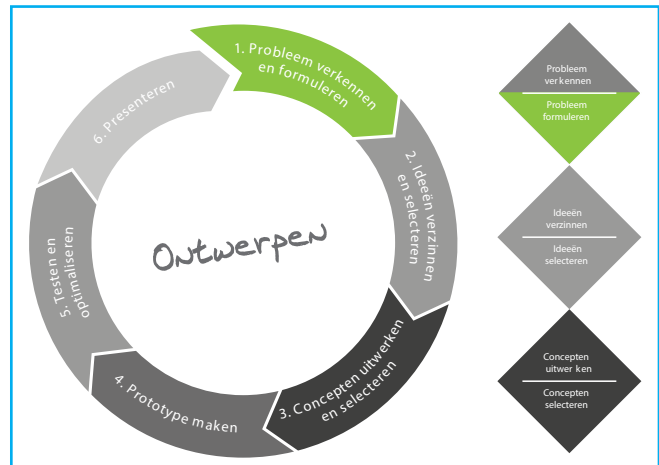 1. Probleem verkennen
en formuleren
2. Ideeën verzinnen
en selecteren
3. Concepten uitwerken
en selecteren
4. Prototype maken
5. Testen en
optimaliseren
6. Presenteren
Ontwerpen
Probleem
verkennen
Probleem
formuleren
Ideeën
verzinnen
Ideeën
selecteren
Concepten
uitwer ken
Concepten
selecteren